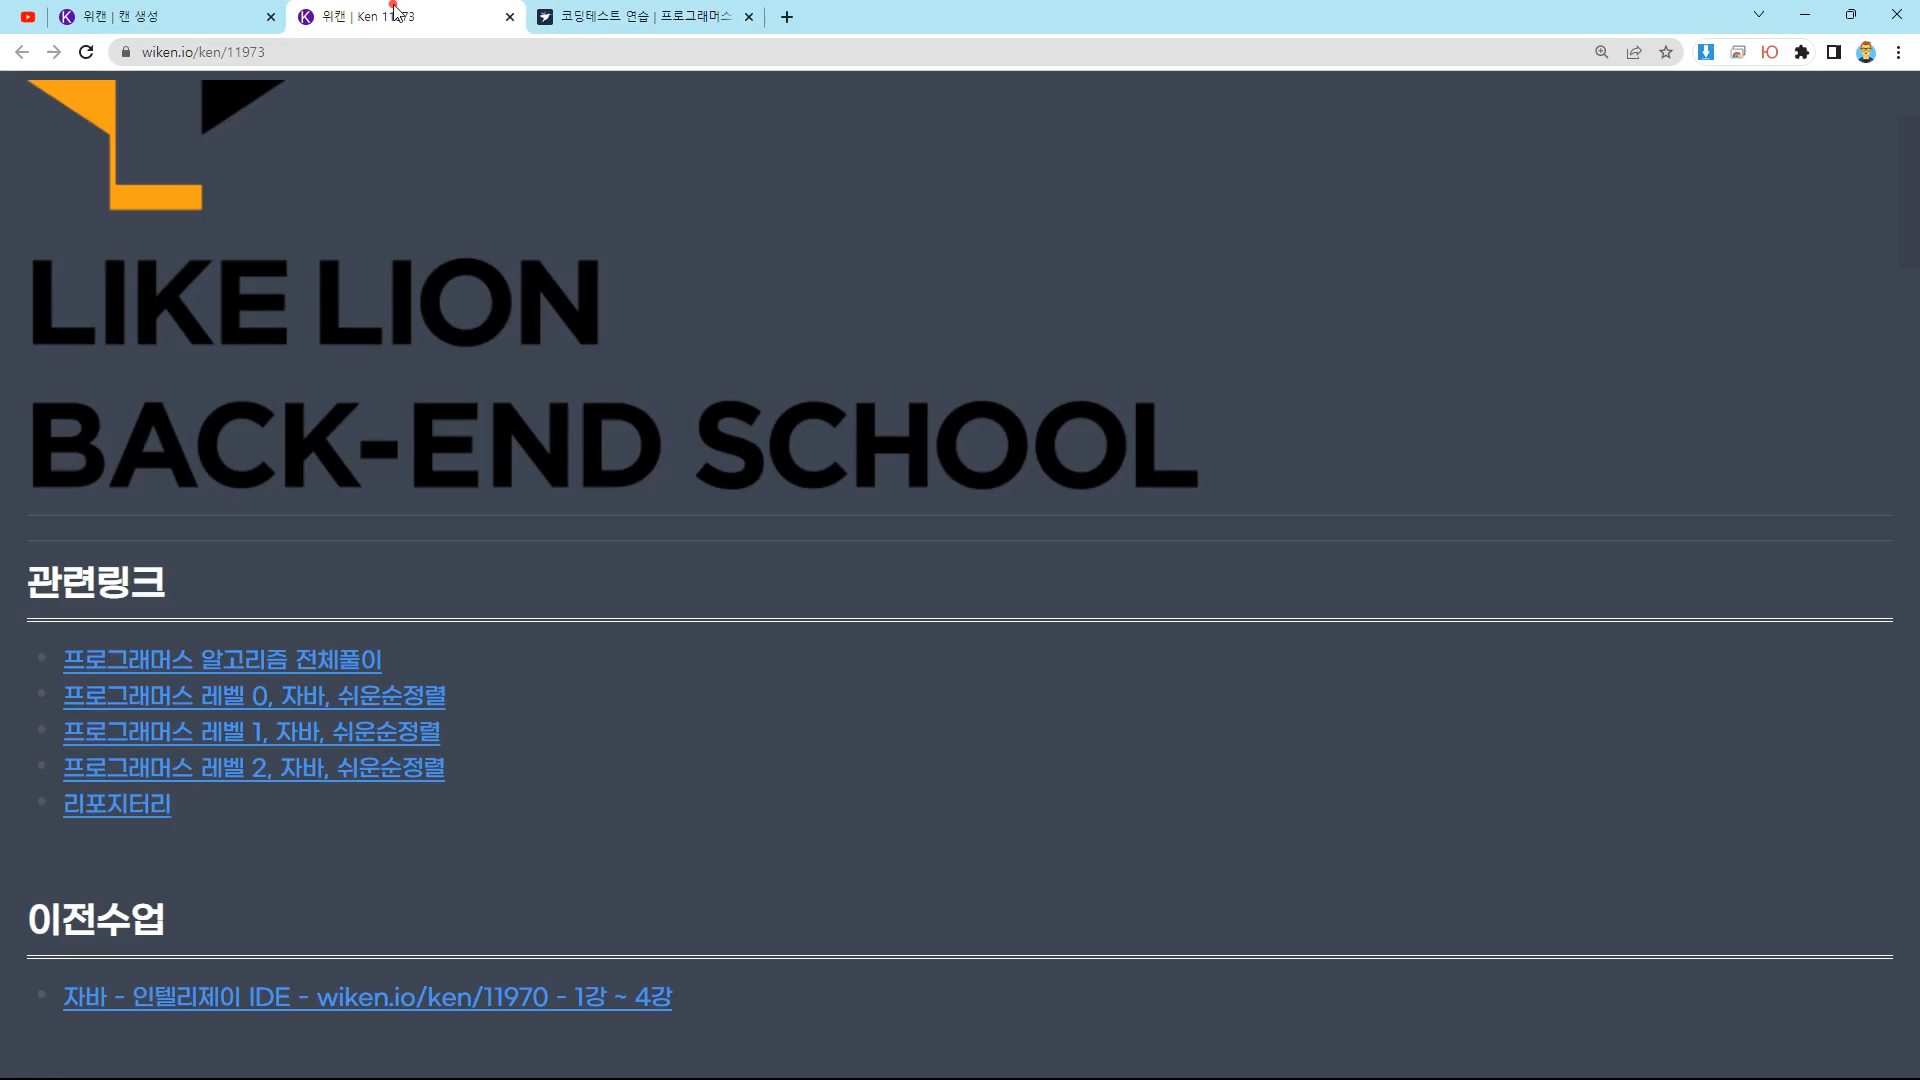 위캔 | 캔 생성
위캔 | Ken 11973
코딩테스트 연습 | 프로그래머스
wiken.io/ken/11973
LIKE LION
BACK-END SCHOOL
관련링크
프로그래머스 알고리즘 전체풀이
프로그래머스 레벨 0, 자바, 쉬운순정렬
프로그래머스 레벨 1, 자바, 쉬운순정렬
프로그래머스 레벨 2, 자바, 쉬운순정렬
리포지터리
이전수업
자바 - 인텔리제이 IDE - wiken.io/ken/11970 - 1강 ~ 4강